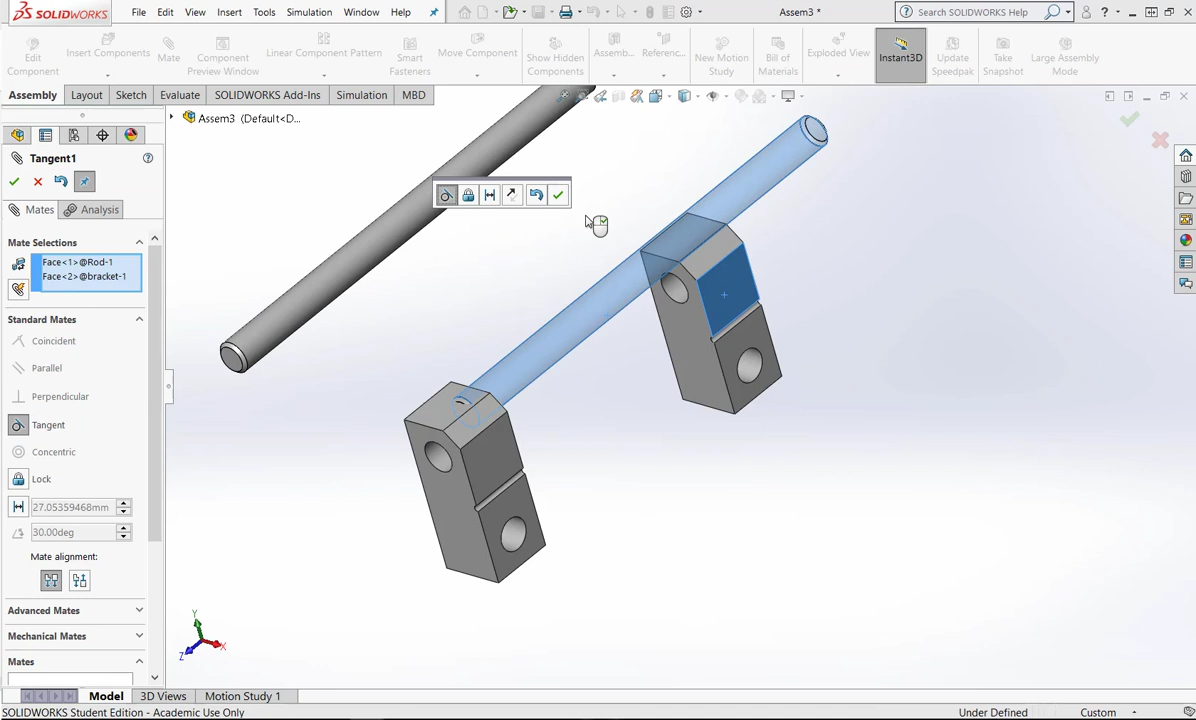 SOLIDWORKS File Edit View Insert Tools Simulation Window Help Assem3 * ? Search SOLIDWORKS Help ?
Edit Component
Insert Components
Mate
Component Preview Window
Linear Component Pattern
Smart Fasteners
Move Component
Show Hidden Components
Assemb...
Referenc...
New Motion Study
Bill of Materials
Exploded View
Instant3D
Update Speedpak
Take Snapshot
Large Assembly Mode
Assembly Layout Sketch Evaluate SOLIDWORKS Add-Ins Simulation MBD
Assem3 (Default<D...
Tangent1
Mates Analysis
Mate Selections
Face<1>@Rod-1
Face<2>@bracket-1
Standard Mates
Coincident
Parallel
Perpendicular
Tangent
Concentric
Lock
27.05359468mm
30.00deg
Mate alignment:
Advanced Mates
Mechanical Mates
Mates
Y
X
Z
Model 3D Views Motion Study 1
SOLIDWORKS Student Edition - Academic Use Only Under Defined Custom